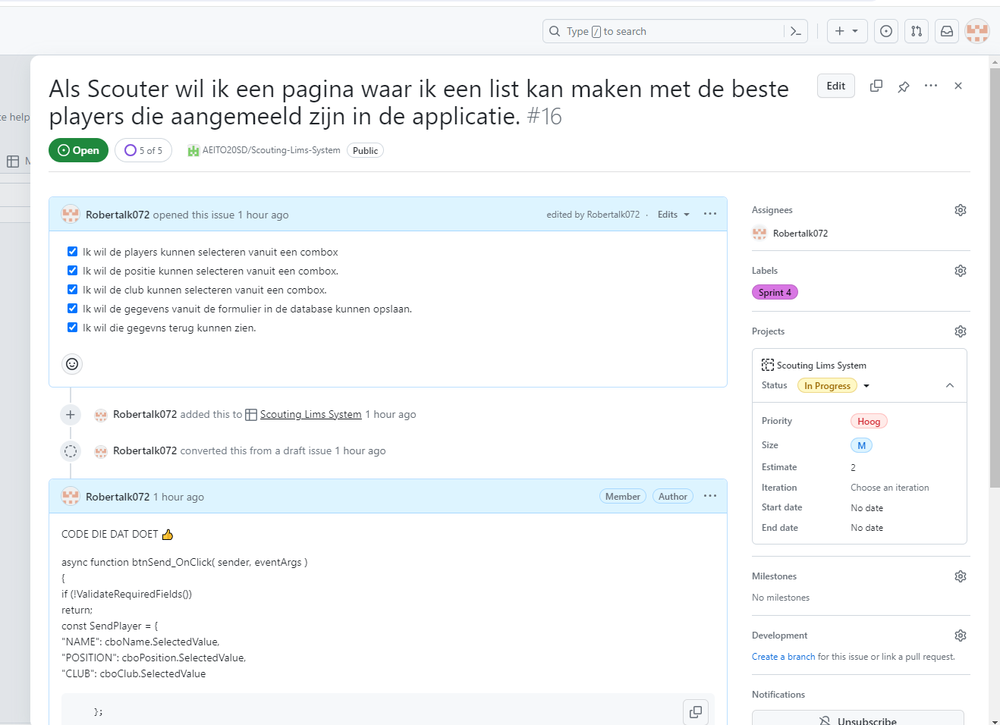 Type / to search
Als Scouter wil ik een pagina waar ik een list kan maken met de beste
players die aangemeeld zijn in de applicatie. #16
Edit
te help
Open
5 of 5
AEITO20SD/Scouting-Lims-System
Public
M
Robertalk072 opened this issue 1 hour ago
edited by Robertalk072 · Edits
Ik wil de players kunnen selecteren vanuit een combox
Ik wil de positie kunnen selecteren vanuit een combox.
Ik wil de club kunnen selecteren vanuit een combox.
Ik wil de gegevens vanuit de formulier in de database kunnen opslaan.
Ik wil die gegevns terug kunnen zien.
Robertalk072 added this to Scouting Lims System 1 hour ago
Robertalk072 converted this from a draft issue 1 hour ago
Robertalk072 1 hour ago
Member
Author
CODE DIE DAT DOET 👍
async function btnSend_OnClick( sender, eventArgs )
{
if (!ValidateRequiredFields())
return;
const SendPlayer = {
"NAME": cboName.SelectedValue,
"POSITION": cboPosition.SelectedValue,
"CLUB": cboClub.SelectedValue
};
Assignees
Robertalk072
Labels
Sprint 4
Projects
Scouting Lims System
Status In Progress
Priority Hoog
Size M
Estimate 2
Iteration Choose an iteration
Start date No date
End date No date
Milestones
No milestones
Development
Create a branch for this issue or link a pull request.
Notifications
Unsubscribe